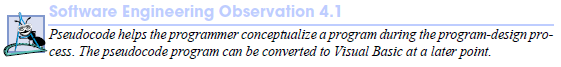 Software Engineering Observation 4.1
Pseudocode helps the programmer conceptualize a program during the program-design pro-
cess. The pseudocode program can be converted to Visual Basic at a later point.